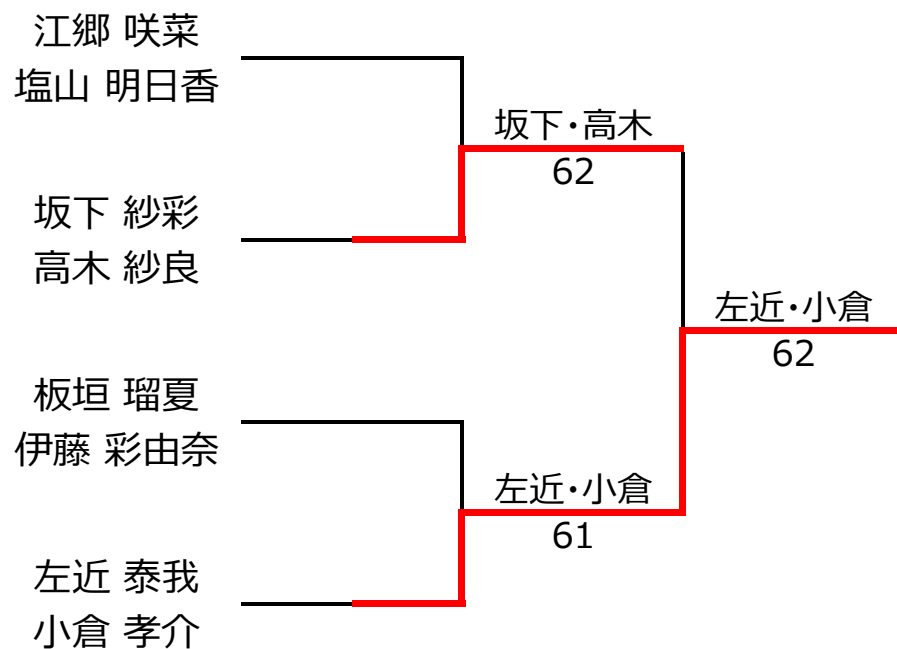 江郷 咲菜
塩山 明日香
坂下・高木
62
坂下 紗彩
高木 紗良
左近・小倉
62
板垣 瑠夏
伊藤 彩由奈
左近・小倉
61
左近 泰我
小倉 孝介